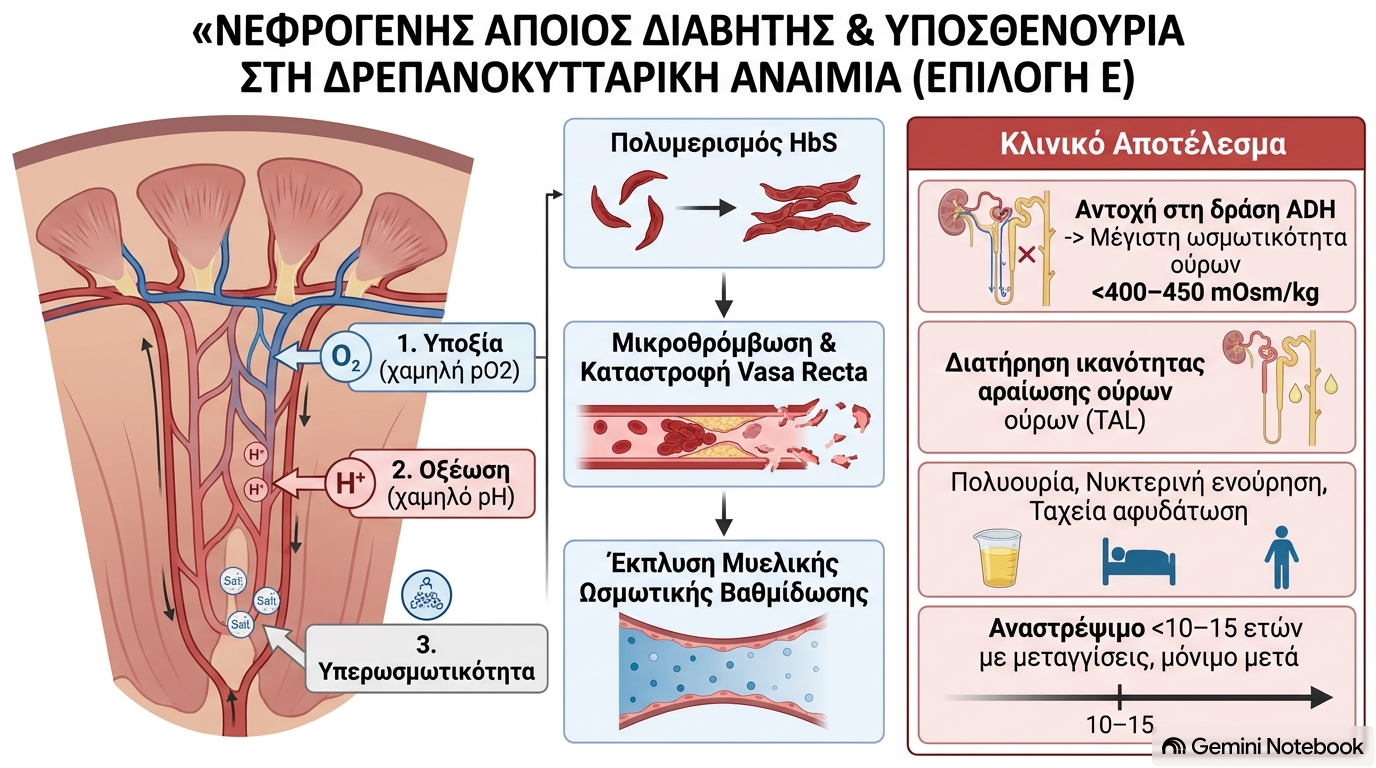 «ΝΕΦΡΟΓΕΝΗΣ ΑΠΟΙΟΣ ΔΙΑΒΗΤΗΣ & ΥΠΟΣΘΕΝΟΥΡΙΑ
ΣΤΗ ΔΡΕΠΑΝΟΚΥΤΤΑΡΙΚΗ ΑΝΑΙΜΙΑ (ΕΠΙΛΟΓΗ Ε)
O2
1. Υποξία
(χαμηλή pO2)
H+
H+
H+
2. Οξέωση
(χαμηλό pH)
Salt
Salt
Salt
3.
Υπερωσμωτικότητα
Πολυμερισμός HbS
Μικροθρόμβωση &
Καταστροφή Vasa Recta
Έκπλυση Μυελικής
Ωσμωτικής Βαθμίδωσης
Κλινικό Αποτέλεσμα
Αντοχή στη δράση ADH
-> Μέγιστη ωσμωτικότητα
ούρων
<400–450 mOsm/kg
Διατήρηση ικανότητας
αραίωσης ούρων
ούρων (TAL)
Πολυουρία, Νυκτερινή ενούρηση,
Ταχεία αφυδάτωση
Αναστρέψιμο <10–15 ετών
με μεταγγίσεις, μόνιμο μετά
10–15
Gemini Notebook